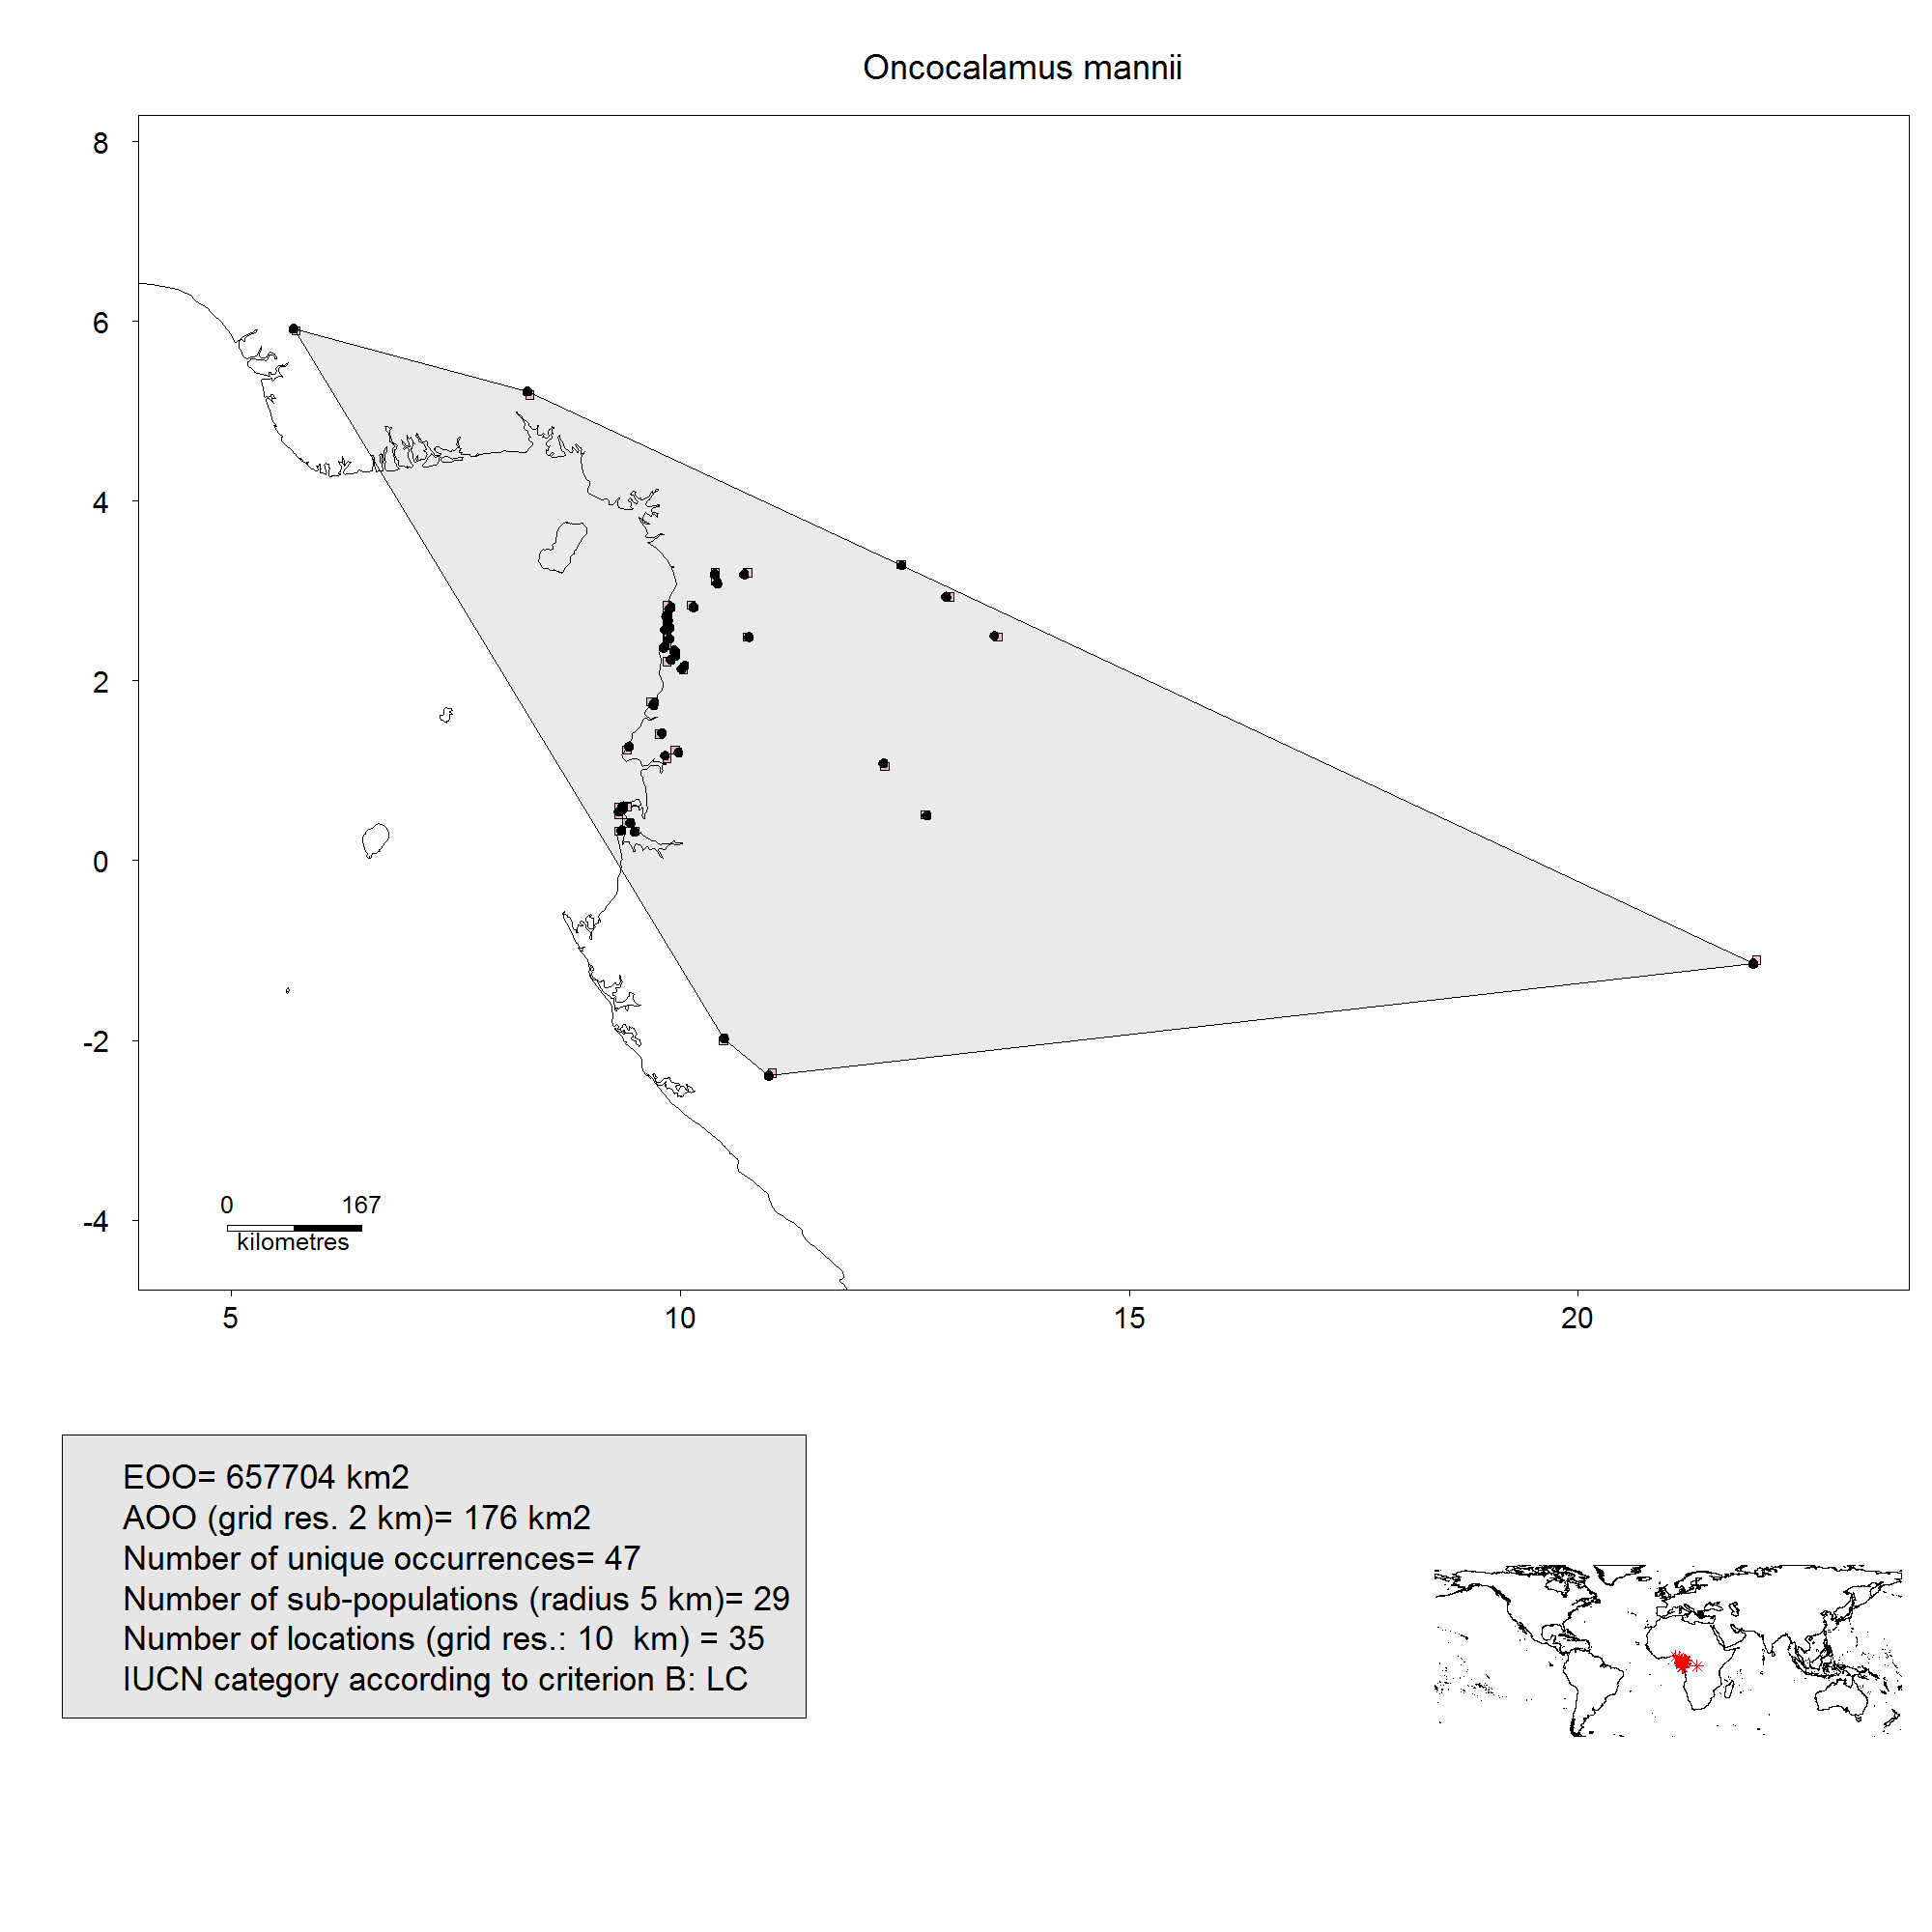 Oncocalamus mannii
8
6
4
2
0
-2
-4
0 167
kilometres
5 10 15 20
EOO= 657704 km2
AOO (grid res. 2 km)= 176 km2
Number of unique occurrences= 47
Number of sub-populations (radius 5 km)= 29
Number of locations (grid res.: 10  km) = 35
IUCN category according to criterion B: LC